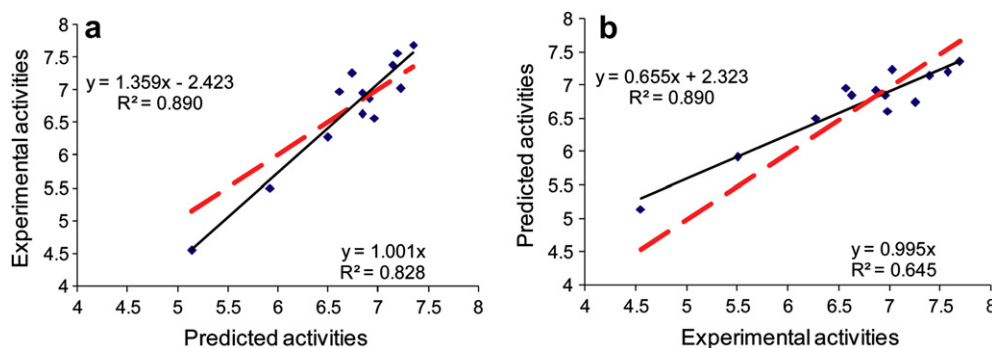 a
8
7.5
7
6.5
6
5.5
5
4.5
4
4 4.5 5 5.5 6 6.5 7 7.5 8
Experimental activities
Predicted activities
y = 1.359x - 2.423
R² = 0.890
y = 1.001x
R² = 0.828
b
8
7.5
7
6.5
6
5.5
5
4.5
4
4 4.5 5 5.5 6 6.5 7 7.5 8
Predicted activities
Experimental activities
y = 0.655x + 2.323
R² = 0.890
y = 0.995x
R² = 0.645